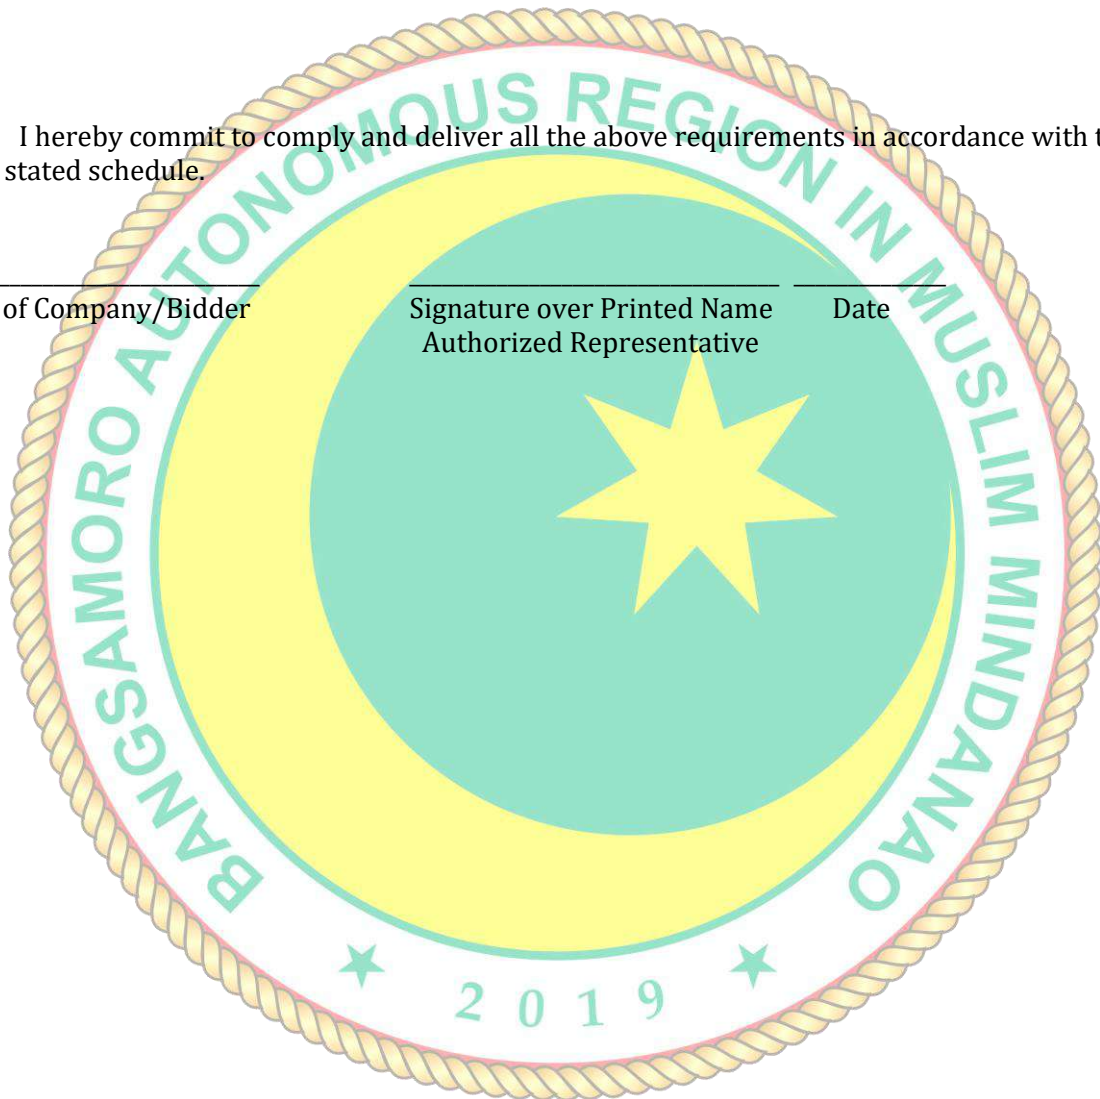 I hereby commit to comply and deliver all the above requirements in accordance with t
stated schedule.
of Company/Bidder Signature over Printed Name Date
Authorized Representative
BANGSAMORO AUTONOMOUS REGION IN MUSLIM MINDANAO
2019